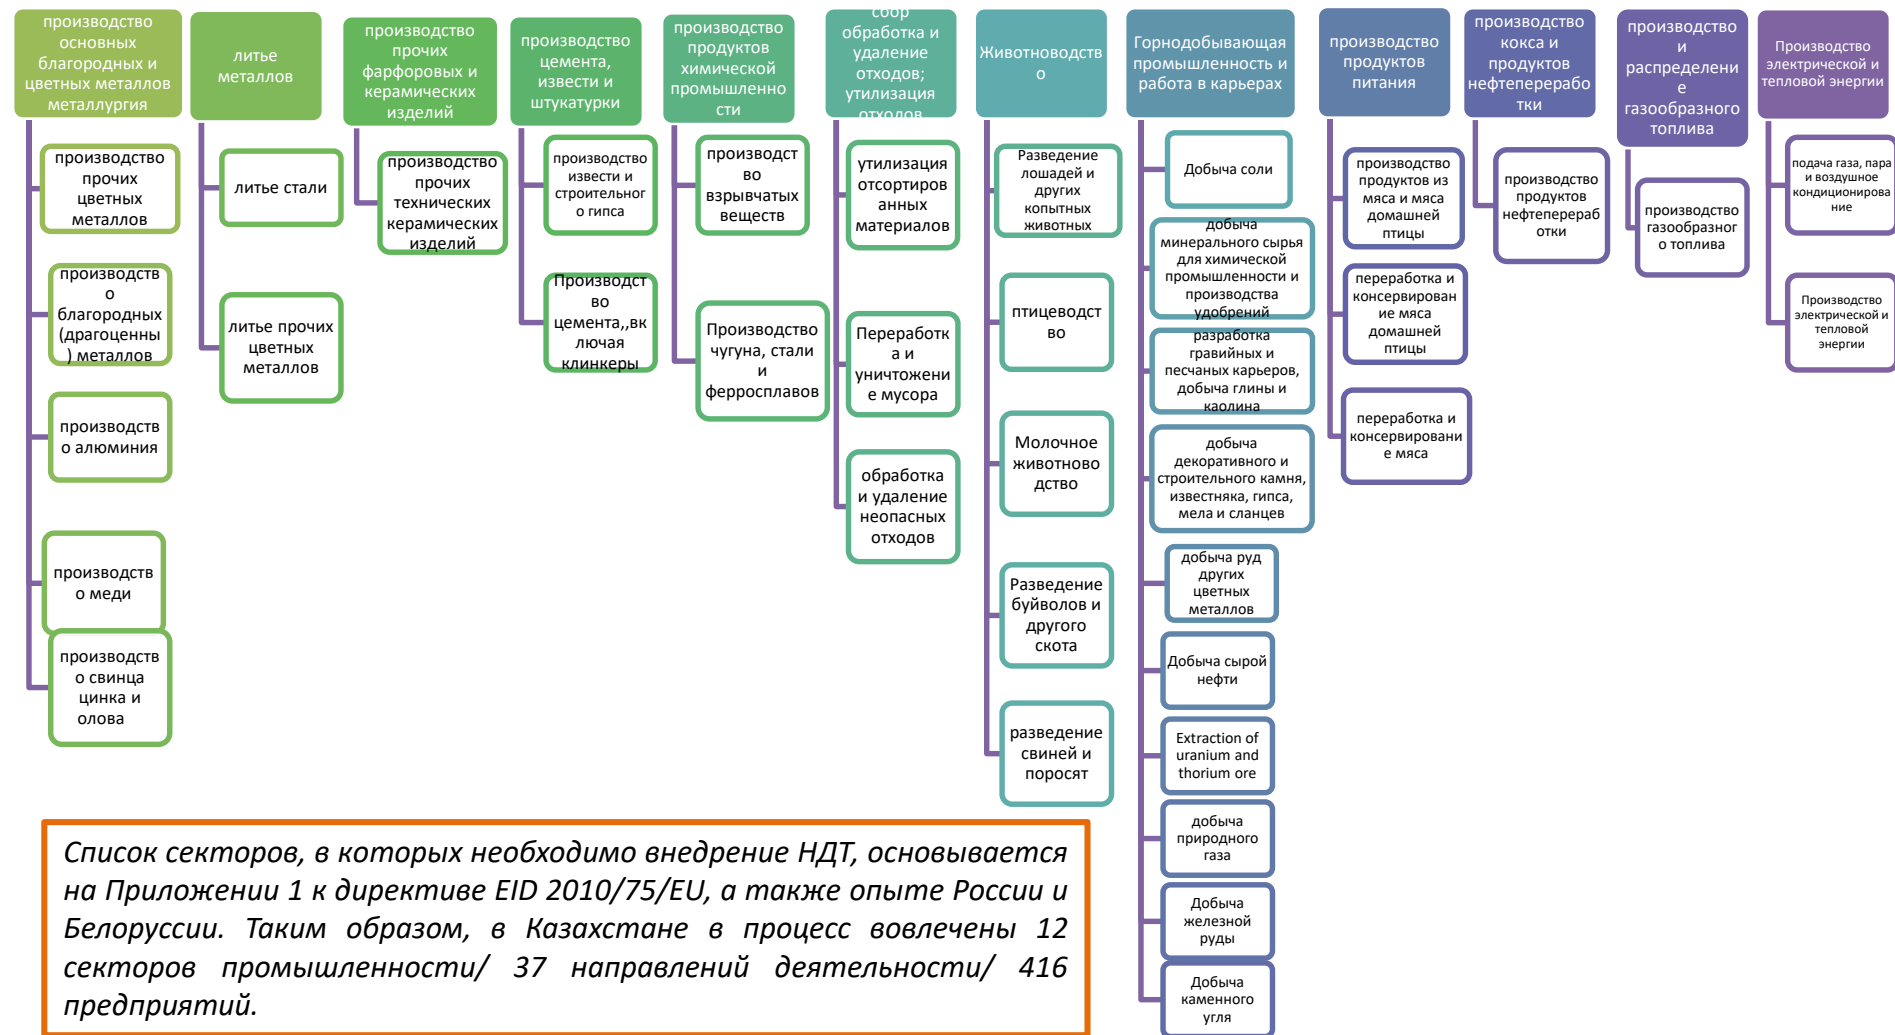 производство
основных
благородных и
цветных металлов
металлургия
производство
прочих
цветных
металлов
производств
о
благородных
(драгоценны
) металлов
производств
о алюминия
производств
о меди
производств
о свинца
цинка и
олова
литье
металлов
литье стали
литье прочих
цветных
металлов
производство
прочих
фарфоровых и
керамических
изделий
производство
прочих
технических
керамических
изделий
производство
цемента,
извести и
штукатурки
производство
извести и
строительног
о гипса
Производст
во
цемента,,вк
лючая
клинкеры
производство
продуктов
химической
промышленно
сти
производст
во
взрывчатых
веществ
Производство
чугуна, стали
и
ферросплавов
сбор
обработка и
удаление
отходов;
утилизация
отходов
утилизация
отсортиров
анных
материалов
Переработк
а и
уничтожени
е мусора
обработка
и удаление
неопасных
отходов
Животноводств
о
Разведение
лошадей и
других
копытных
животных
птицеводст
во
Молочное
животново
дство
Разведение
буйволов и
другого
скота
разведение
свиней и
поросят
Горнодобывающая
промышленность и
работа в карьерах
Добыча соли
добыча
минерального сырья
для химической
промышленности и
производства
удобрений
разработка
гравийных и
песчаных карьеров,
добыча глины и
каолина
добыча
декоративного и
строительного камня,
известняка, гипса,
мела и сланцев
добыча руд
других
цветных
металлов
Добыча сырой
нефти
Extraction of
uranium and
thorium ore
добыча
природного
газа
Добыча
железной
руды
Добыча
каменного
угля
производство
продуктов
питания
производство
продуктов из
мяса и мяса
домашней
птицы
переработка и
консервирован
ие мяса
домашней
птицы
переработка и
консервировани
е мяса
производство
кокса и
продуктов
нефтеперерабо
тки
производство
продуктов
нефтеперераб
отки
производство
и
распределени
е
газообразного
топлива
производство
газообразног
о топлива
Производство
электрической и
тепловой энергии
подача газа, пара
и воздушное
кондиционирова
ние
Производство
электрической и
тепловой
энергии
Список секторов, в которых необходимо внедрение НДТ, основывается
на Приложении 1 к директиве EID 2010/75/EU, а также опыте России и
Белоруссии. Таким образом, в Казахстане в процесс вовлечены 12
секторов промышленности/ 37 направлений деятельности/ 416
предприятий.